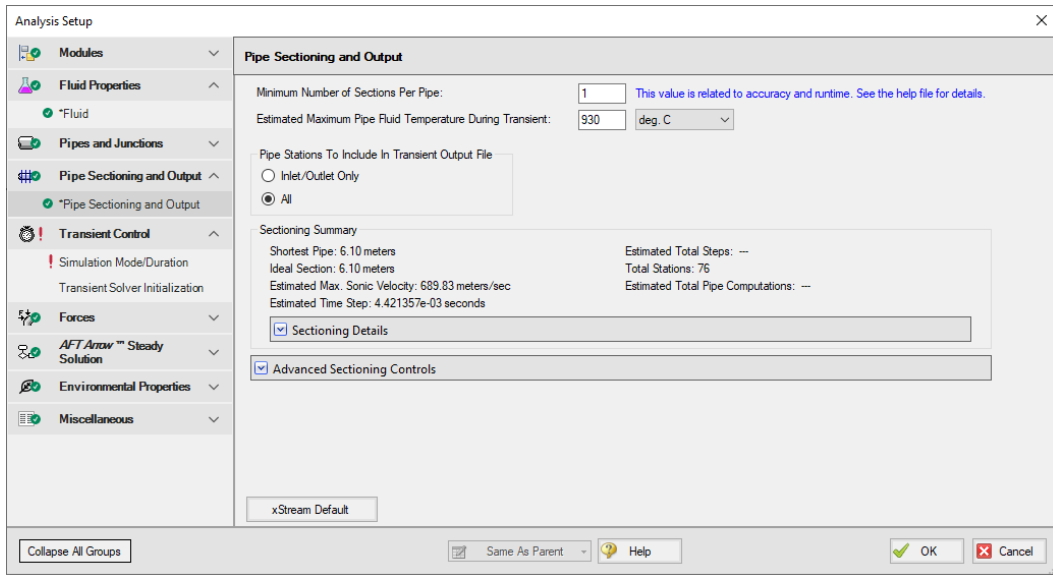 Analysis Setup
Modules
Fluid Properties
*Fluid
Pipes and Junctions
Pipe Sectioning and Output
*Pipe Sectioning and Output
Transient Control
Simulation Mode/Duration
Transient Solver Initialization
Forces
AFT Arrow ™ Steady
Solution
Environmental Properties
Miscellaneous
Pipe Sectioning and Output
Minimum Number of Sections Per Pipe: 1 This value is related to accuracy and runtime. See the help file for details.
Estimated Maximum Pipe Fluid Temperature During Transient: 930 deg. C
Pipe Stations To Include In Transient Output File
Inlet/Outlet Only
All
Sectioning Summary
Shortest Pipe: 6.10 meters
Ideal Section: 6.10 meters
Estimated Max. Sonic Velocity: 689.83 meters/sec
Estimated Time Step: 4.421357e-03 seconds
Estimated Total Steps: ---
Total Stations: 76
Estimated Total Pipe Computations: ---
Sectioning Details
Advanced Sectioning Controls
xStream Default
Collapse All Groups
Same As Parent
Help
OK
Cancel